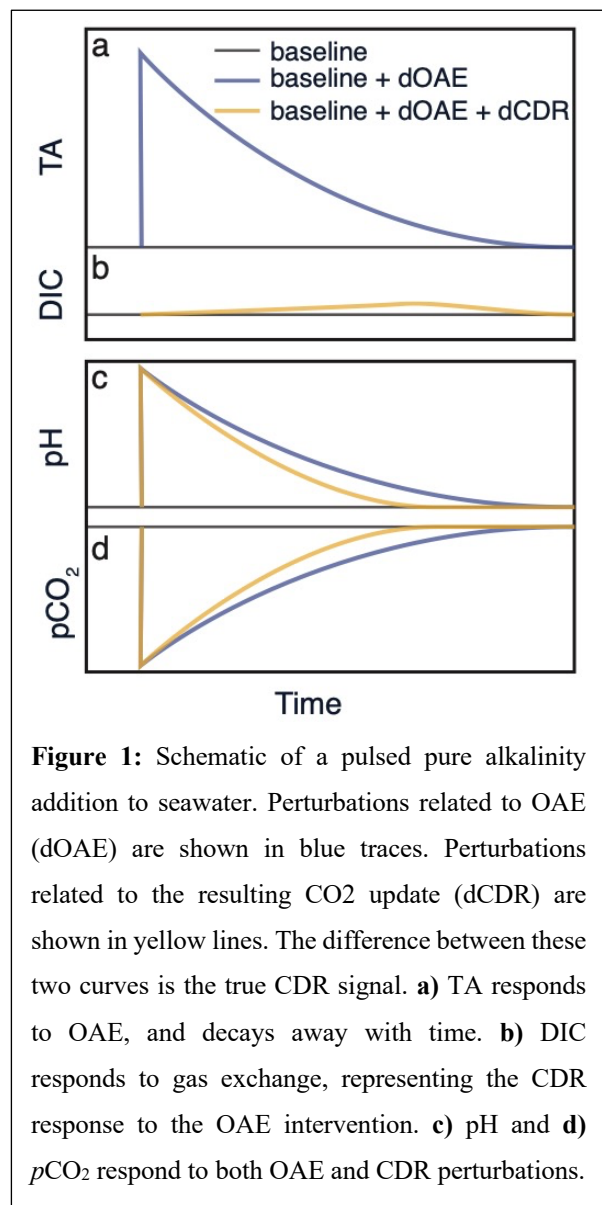 a
baseline
baseline + dOAE
baseline + dOAE + dCDR
TA
b
DIC
c
pH
d
pCO₂
Time
Figure 1: Schematic of a pulsed pure alkalinity
addition to seawater. Perturbations related to OAE
(dOAE) are shown in blue traces. Perturbations
related to the resulting CO2 update (dCDR) are
shown in yellow lines. The difference between these
two curves is the true CDR signal. a) TA responds
to OAE, and decays away with time. b) DIC
responds to gas exchange, representing the CDR
response to the OAE intervention. c) pH and d)
pCO₂ respond to both OAE and CDR perturbations.